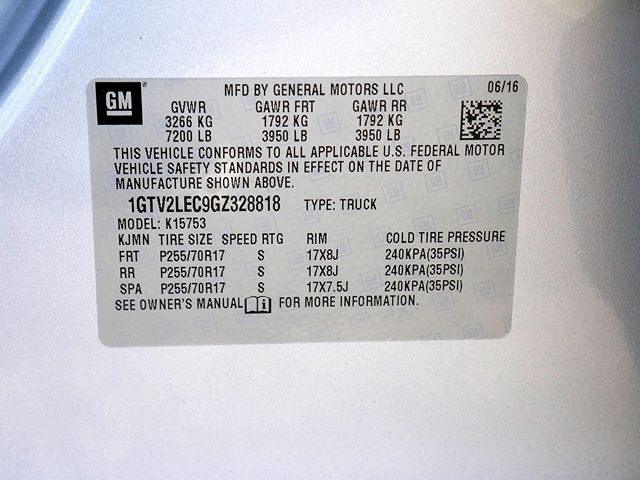 GM
MFD BY GENERAL MOTORS LLC 06/16
GVWR GAWR FRT GAWR RR
3266 KG 1792 KG 1792 KG
7200 LB 3950 LB 3950 LB
THIS VEHICLE CONFORMS TO ALL APPLICABLE U.S. FEDERAL MOTOR
VEHICLE SAFETY STANDARDS IN EFFECT ON THE DATE OF
MANUFACTURE SHOWN ABOVE.
1GTV2LEC9GZ328818 TYPE: TRUCK
MODEL: K15753
KJMN TIRE SIZE SPEED RTG RIM COLD TIRE PRESSURE
FRT P255/70R17 S 17X8J 240KPA(35PSI)
RR P255/70R17 S 17X8J 240KPA(35PSI)
SPA P255/70R17 S 17X7.5J 240KPA(35PSI)
SEE OWNER'S MANUAL FOR MORE INFORMATION.